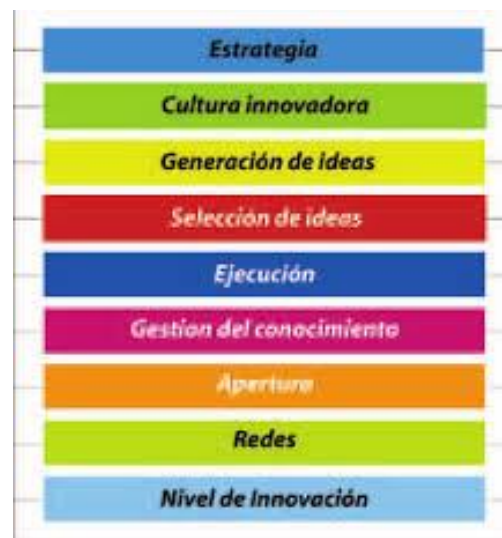 Estrategia
Cultura innovadora
Generación de ideas
Selección de ideas
Ejecución
Gestion del conocimiento
Apertura
Redes
Nivel de Innovación